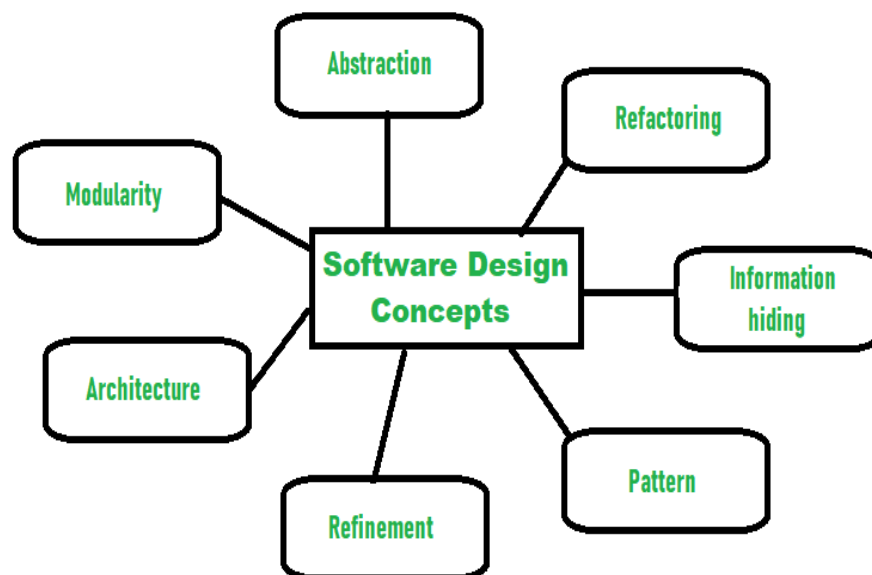 Abstraction
Refactoring
Modularity
Software Design
Concepts
Information
hiding
Architecture
Pattern
Refinement